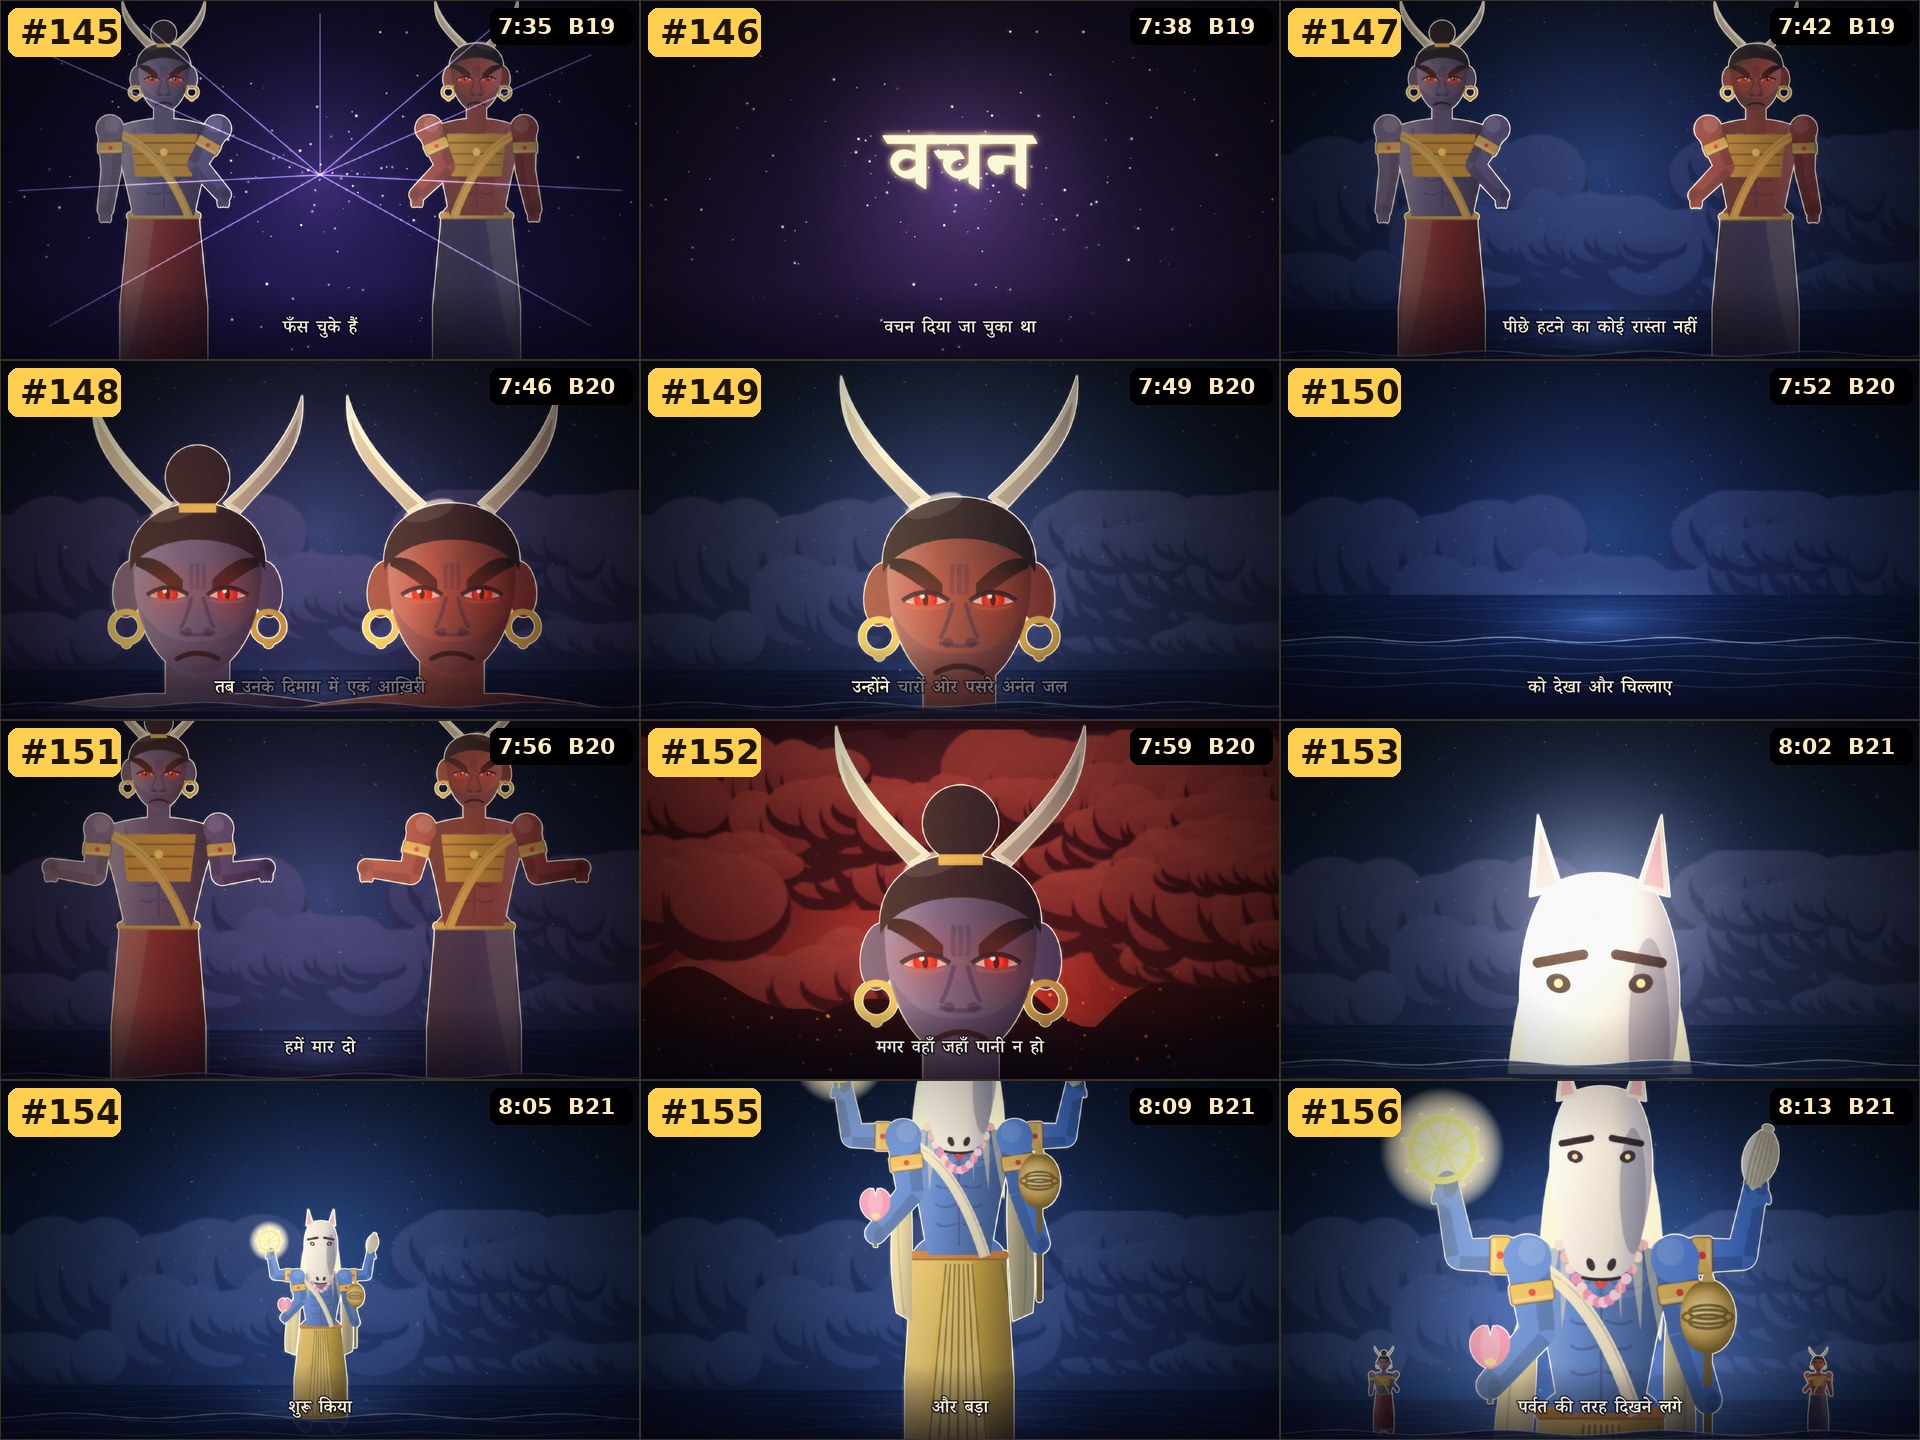 #145
7:35 B19
फँस चुके हैं
#146
7:38 B19
वचन
वचन दिया जा चुका था
#147
7:42 B19
पीछे हटने का कोई रास्ता नहीं
#148
7:46 B20
तब उनके दिमाग़ में एक आख़िरी
#149
7:49 B20
उन्होंने चारों ओर पसरे अनंत जल
#150
7:52 B20
को देखा और चिल्लाए
#151
7:56 B20
हमें मार दो
#152
7:59 B20
मगर वहाँ जहाँ पानी न हो
#153
8:02 B21
#154
8:05 B21
शुरू किया
#155
8:09 B21
और बड़ा
#156
8:13 B21
पर्वत की तरह दिखने लगे